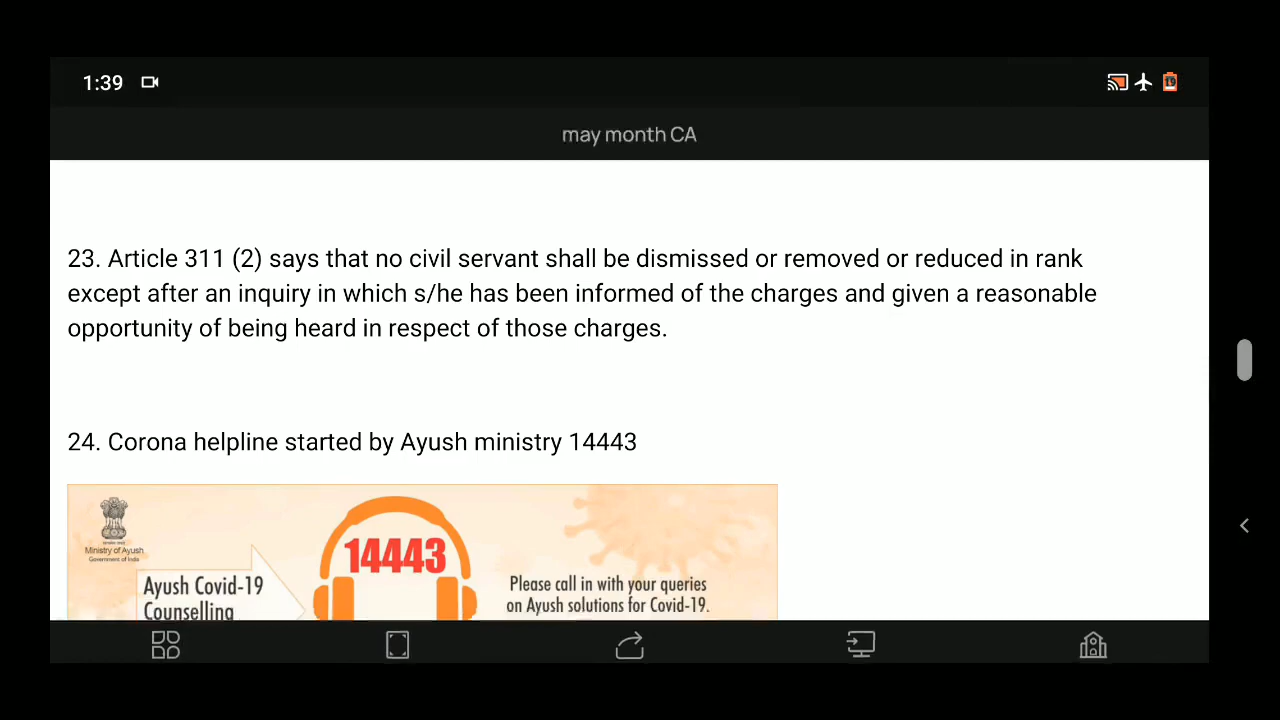 1:39
19
may month CA
23. Article 311 (2) says that no civil servant shall be dismissed or removed or reduced in rank
except after an inquiry in which s/he has been informed of the charges and given a reasonable
opportunity of being heard in respect of those charges.
24. Corona helpline started by Ayush ministry 14443
Ministry of Ayush
Government of India
14443
Ayush Covid-19
Counselling
Please call in with your queries
on Ayush solutions for Covid-19.